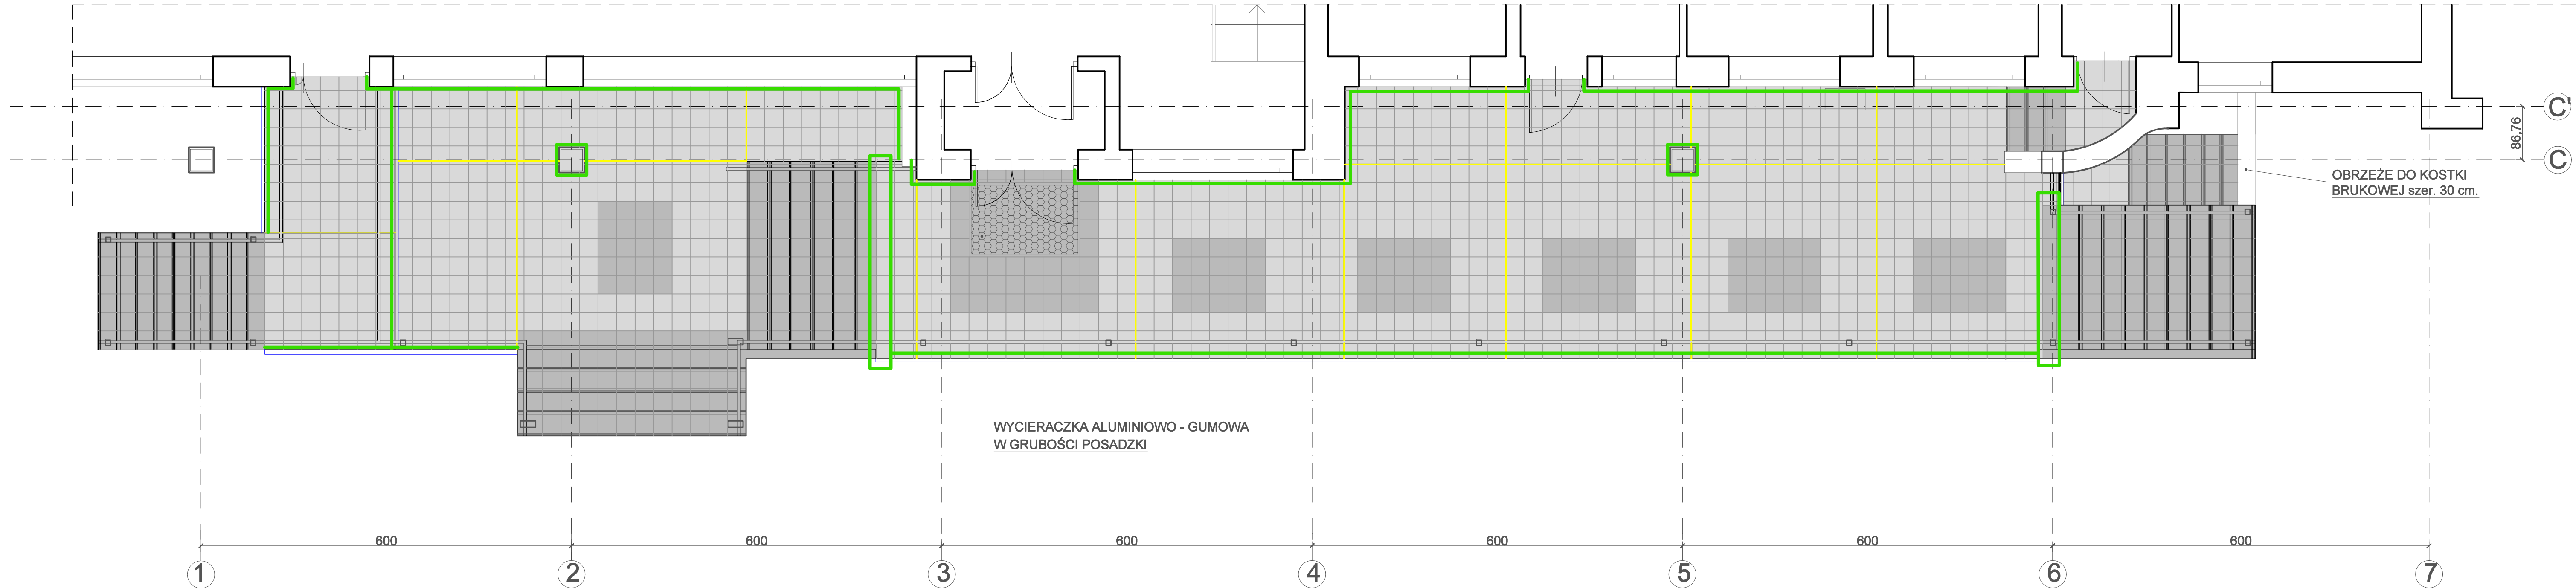 C'
86,76
C
OBRZEŻE DO KOSTKI
BRUKOWEJ szer. 30 cm.
WYCIERACZKA ALUMINIOWO - GUMOWA
W GRUBOŚCI POSADZKI
600 600 600 600 600 600
1 2 3 4 5 6 7